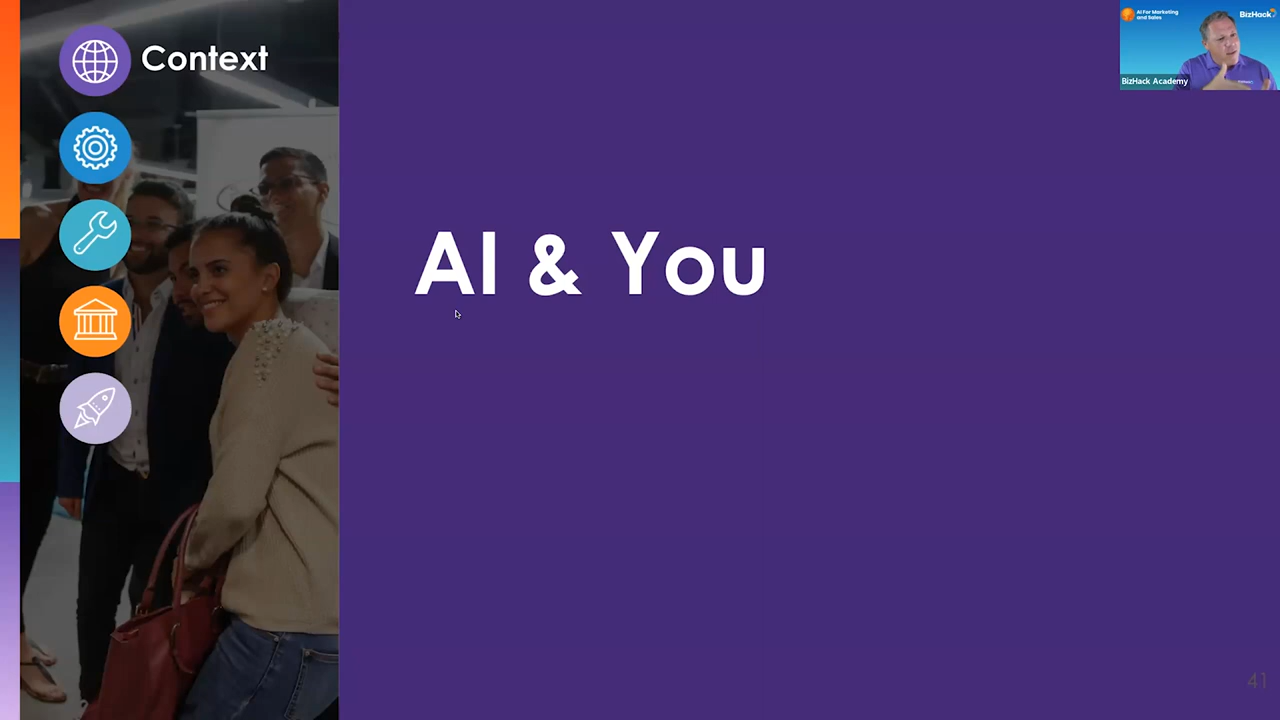 Context
AI & You
AI For Marketing
and Sales
BizHack
BizHack Academy
41